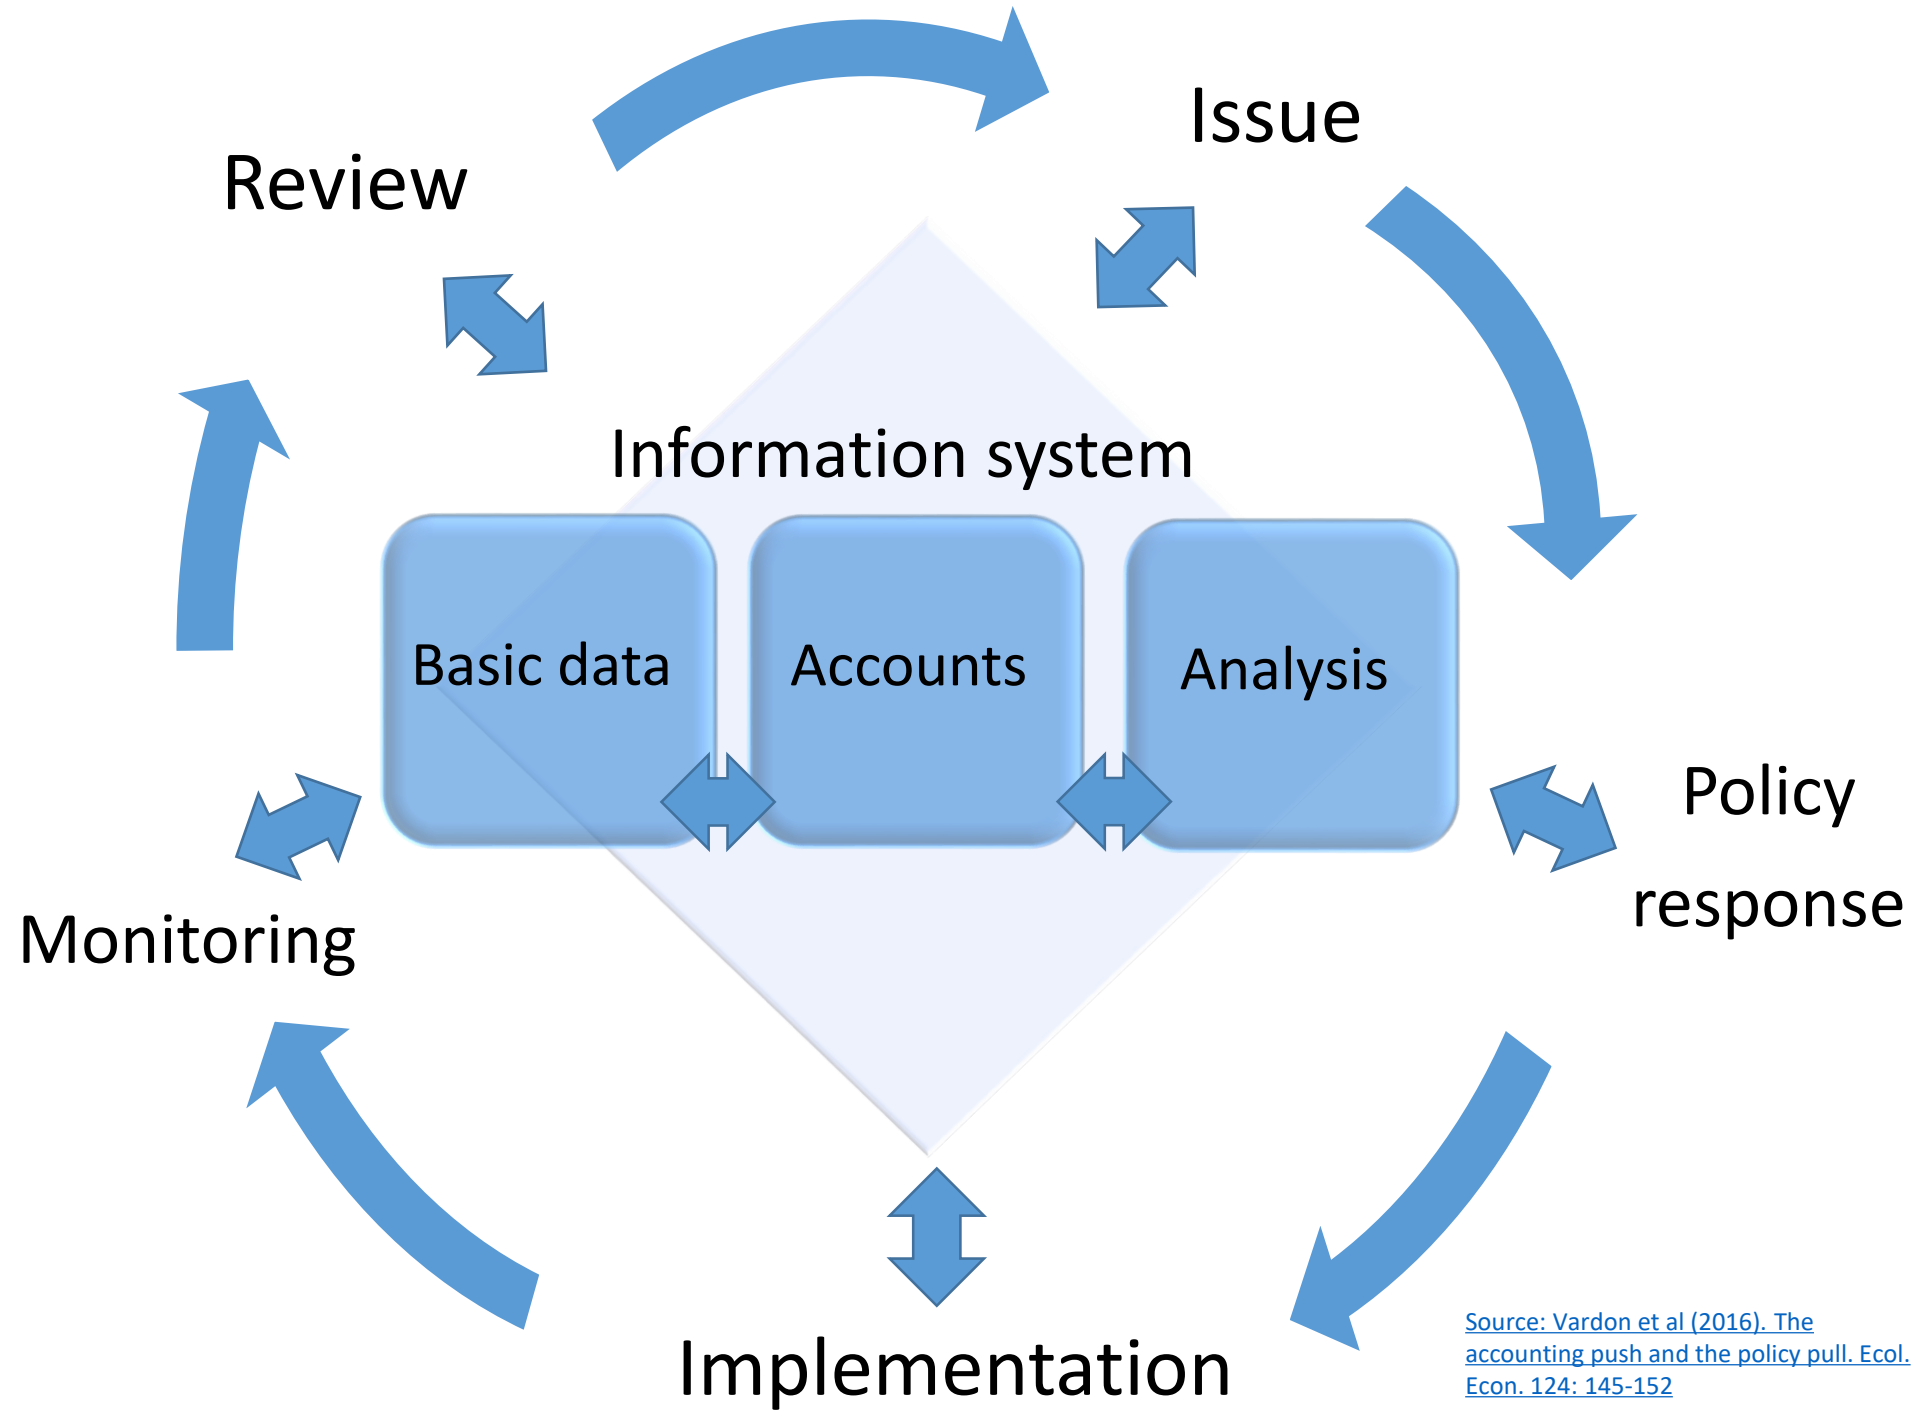 Issue
Review
Information system
Basic data
Accounts
Analysis
Policy
response
Monitoring
Implementation
Source: Vardon et al (2016). The
accounting push and the policy pull. Ecol.
Econ. 124: 145-152